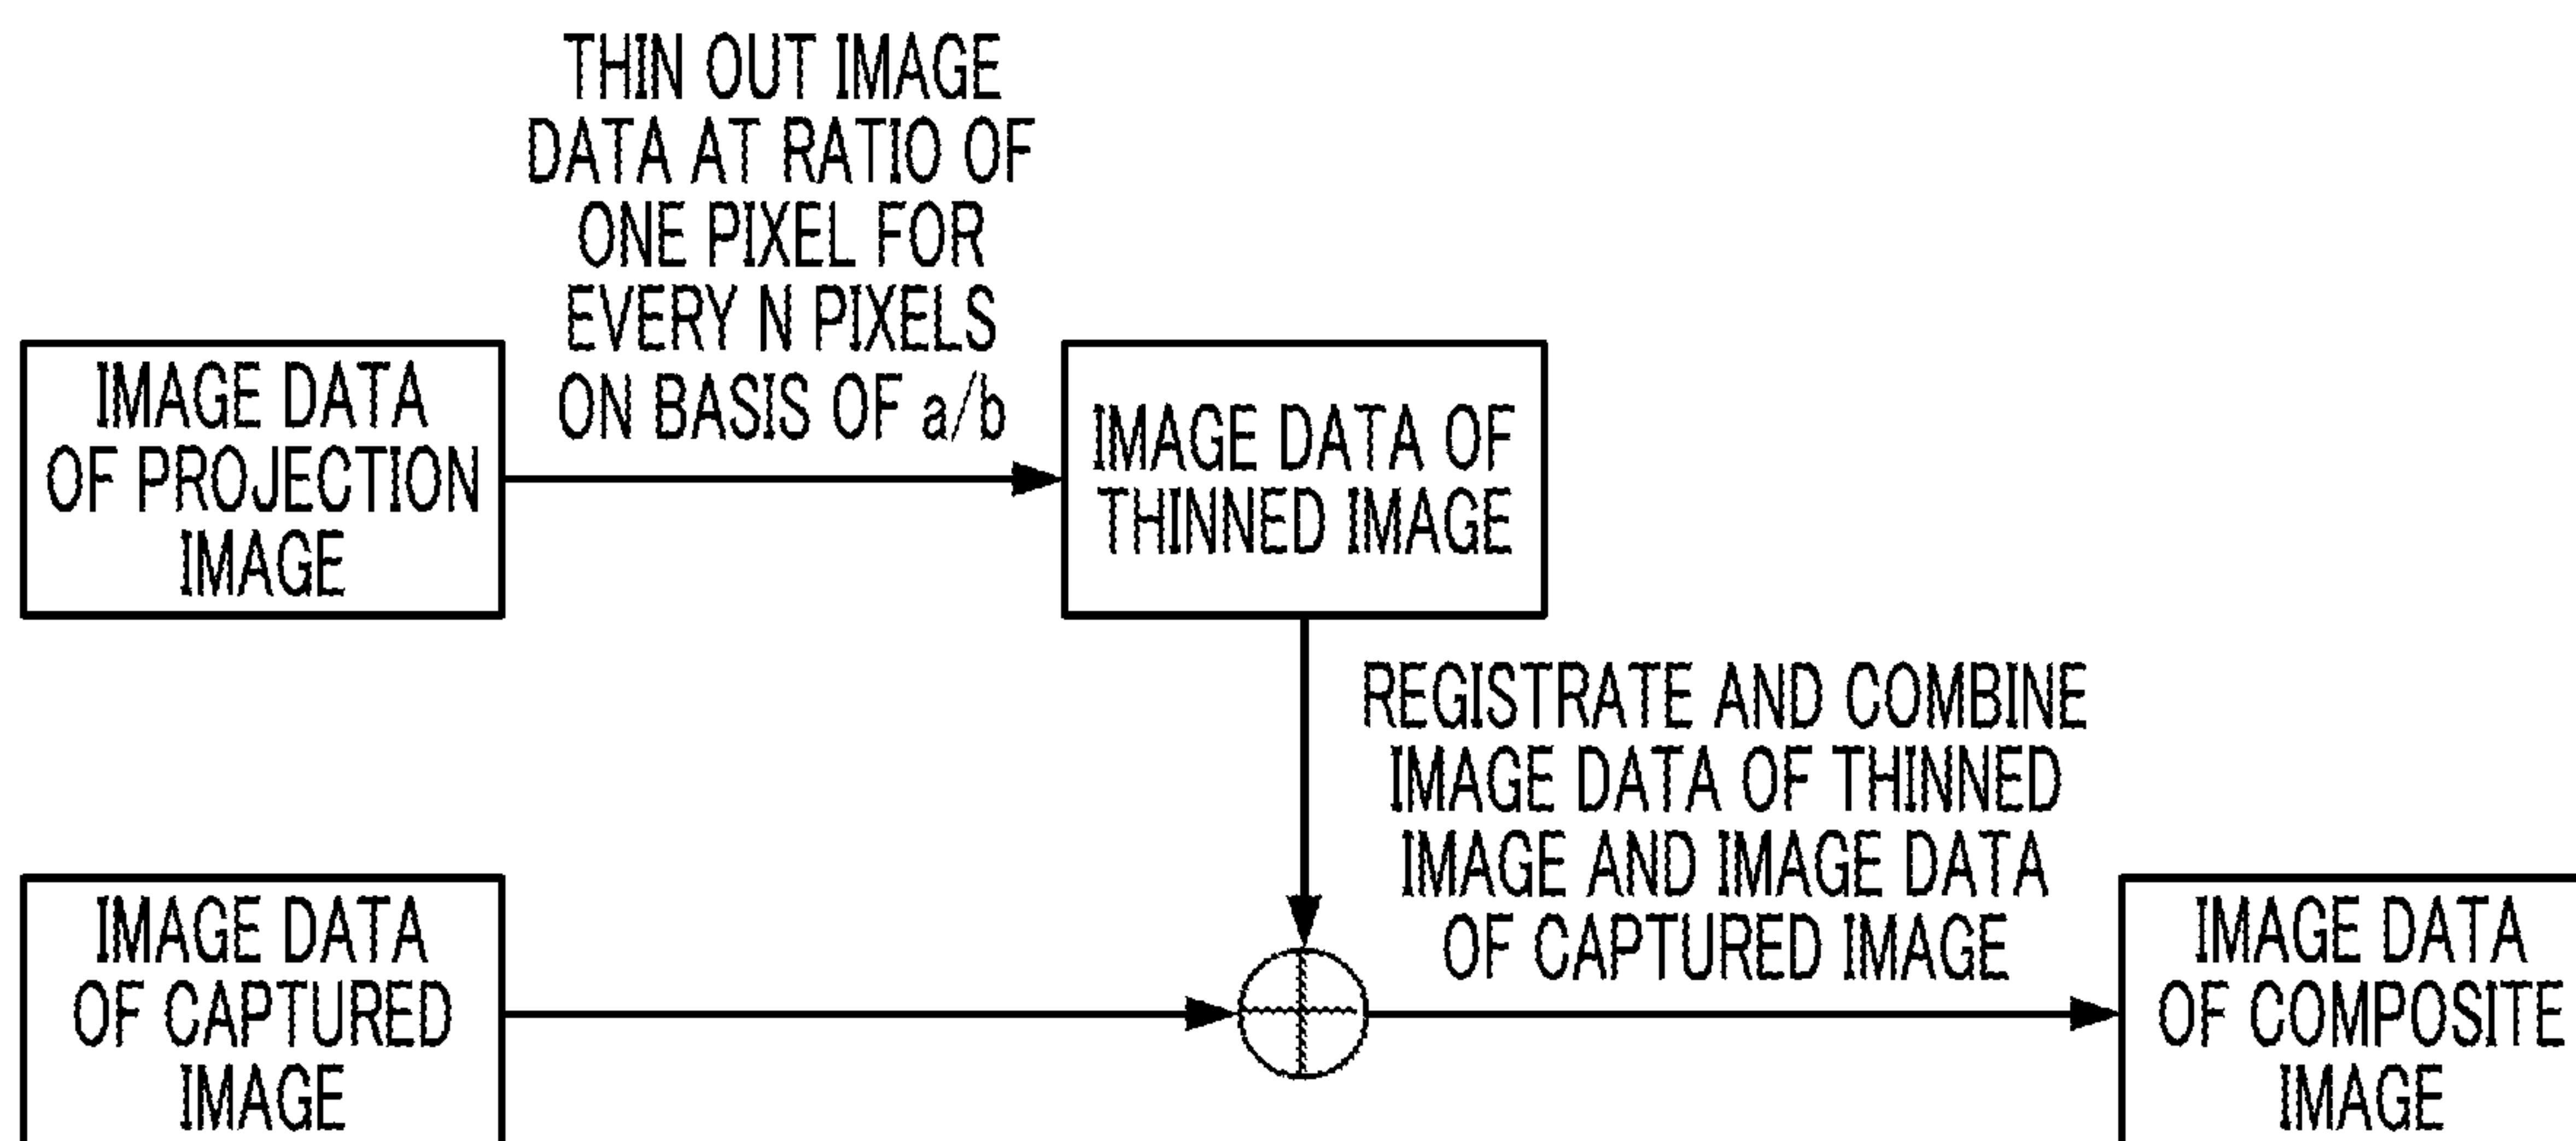 THIN OUT IMAGE
DATA AT RATIO OF
ONE PIXEL FOR
EVERY N PIXELS
ON BASIS OF a/b
IMAGE DATA
OF PROJECTION
IMAGE
IMAGE DATA OF
THINNED IMAGE
REGISTRATE AND COMBINE
IMAGE DATA OF THINNED
IMAGE AND IMAGE DATA
OF CAPTURED IMAGE
IMAGE DATA
OF CAPTURED
IMAGE
IMAGE DATA
OF COMPOSITE
IMAGE